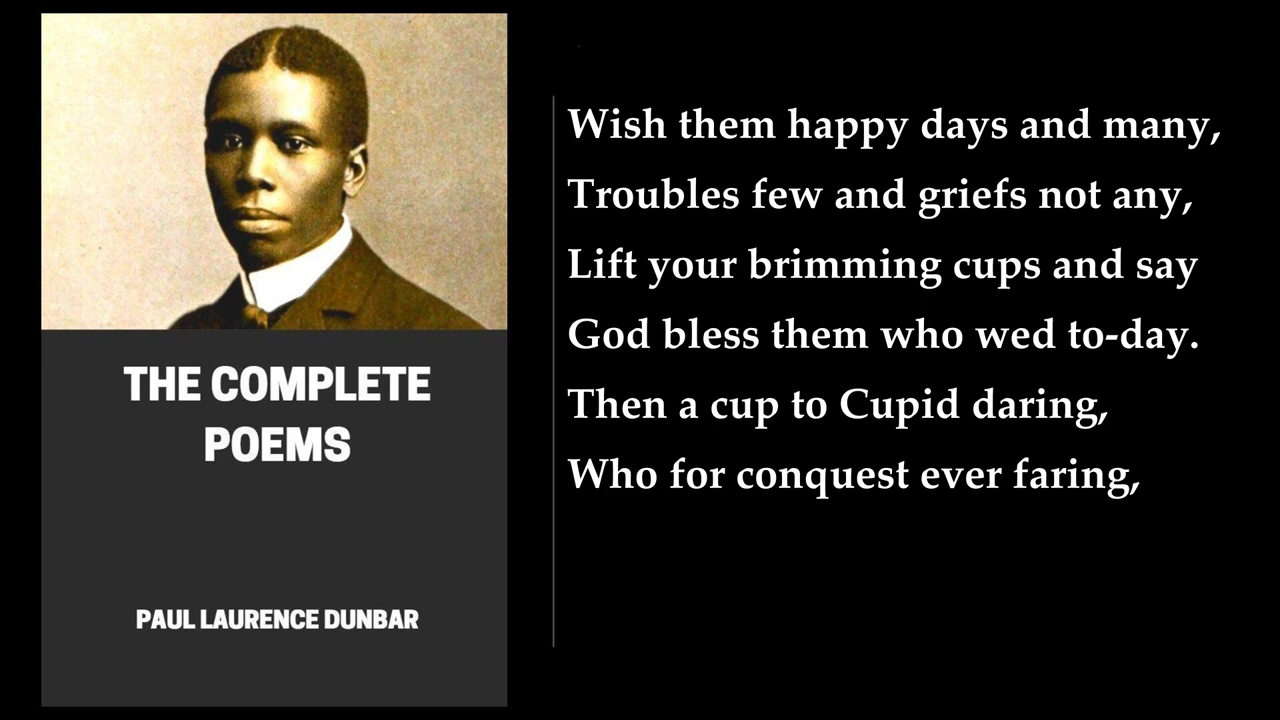 THE COMPLETE
POEMS
PAUL LAURENCE DUNBAR
Wish them happy days and many,
Troubles few and griefs not any,
Lift your brimming cups and say
God bless them who wed to-day.
Then a cup to Cupid daring,
Who for conquest ever faring,